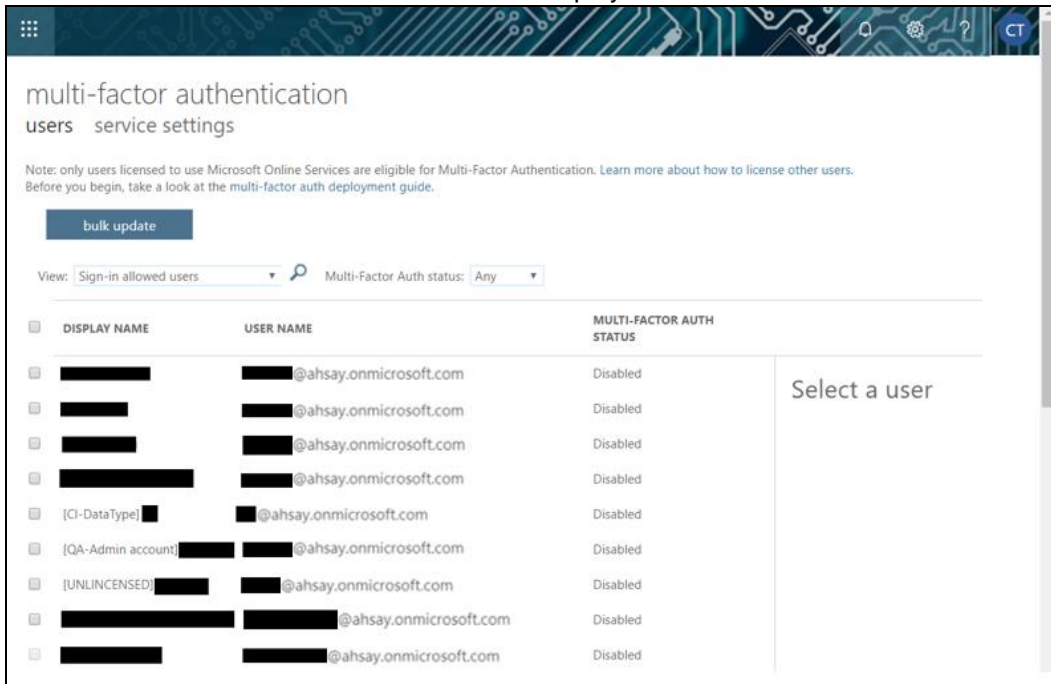 CT
multi-factor authentication
users service settings
Note: only users licensed to use Microsoft Online Services are eligible for Multi-Factor Authentication. Learn more about how to license other users.
Before you begin, take a look at the multi-factor auth deployment guide.
bulk update
View: Sign-in allowed users Multi-Factor Auth status: Any
DISPLAY NAME USER NAME MULTI-FACTOR AUTH
STATUS
@ahsay.onmicrosoft.com Disabled
Select a user
@ahsay.onmicrosoft.com Disabled
@ahsay.onmicrosoft.com Disabled
@ahsay.onmicrosoft.com Disabled
[CI-DataType] @ahsay.onmicrosoft.com Disabled
[QA-Admin account] @ahsay.onmicrosoft.com Disabled
[UNLINCENSED] @ahsay.onmicrosoft.com Disabled
@ahsay.onmicrosoft.com Disabled
@ahsay.onmicrosoft.com Disabled